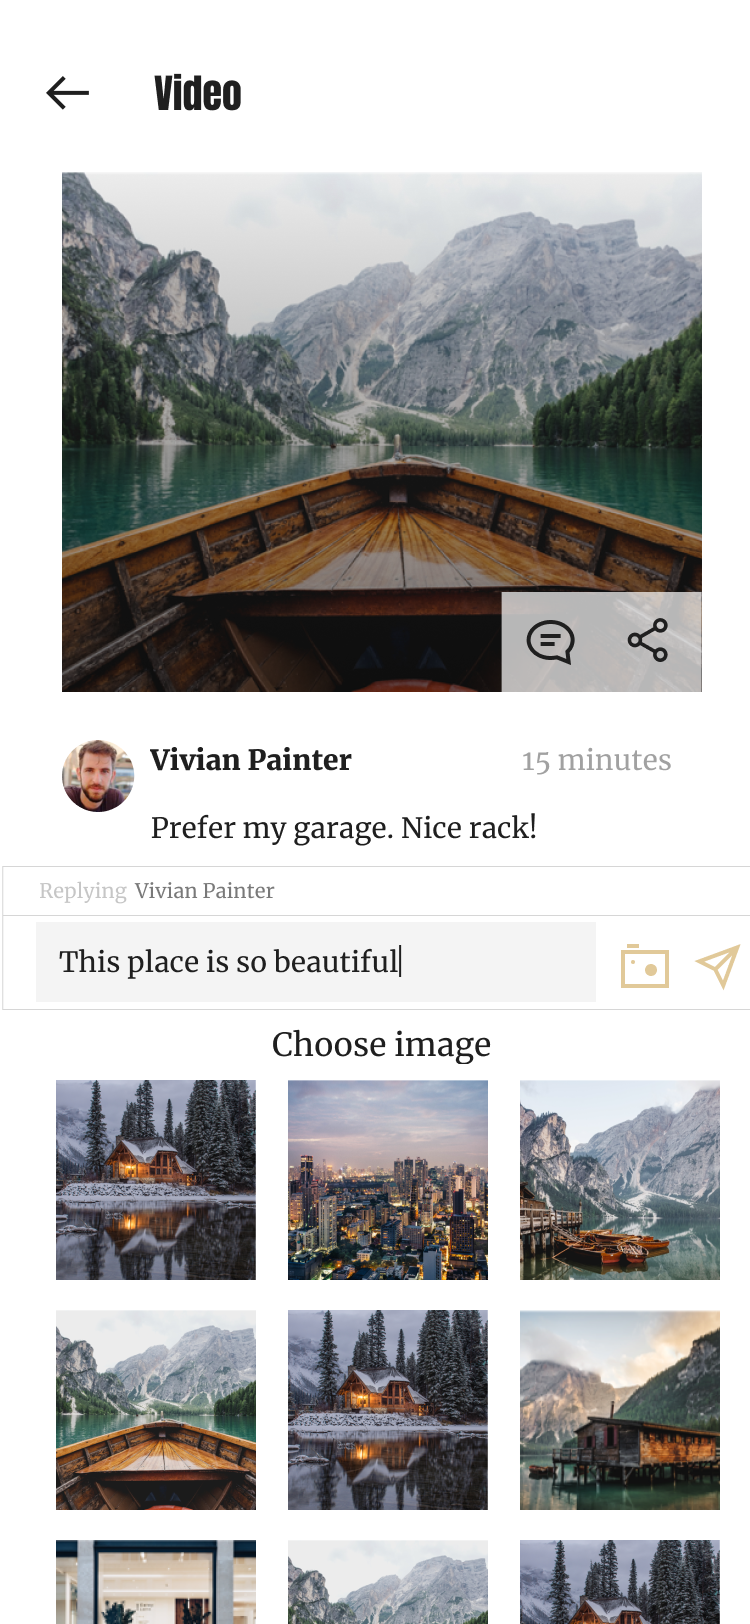 Video
Vivian Painter 15 minutes
Prefer my garage. Nice rack!
Replying Vivian Painter
This place is so beautiful
Choose image